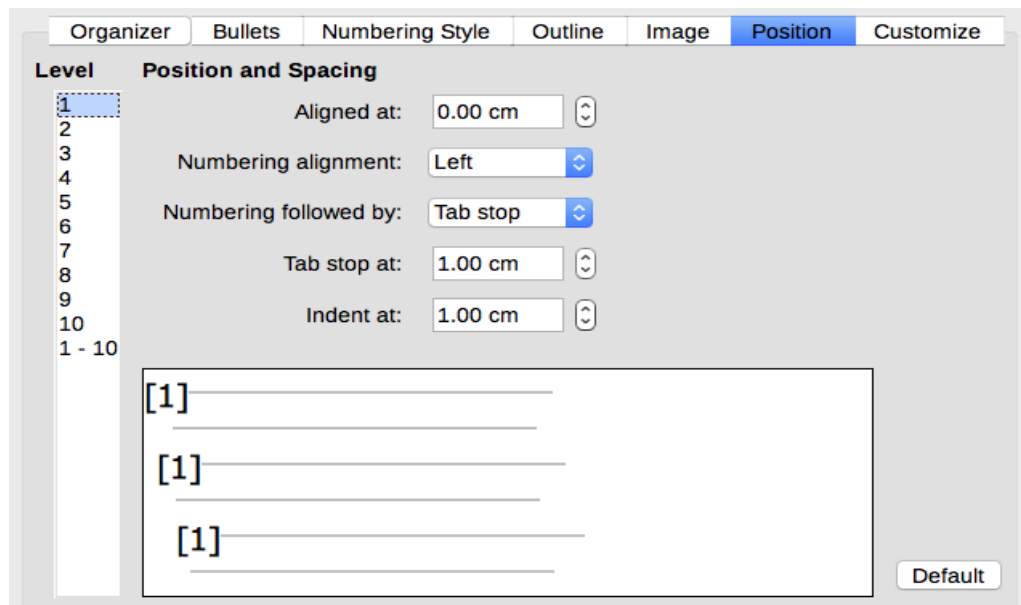 Organizer Bullets Numbering Style Outline Image Position Customize
Level Position and Spacing
1
2
3
4
5
6
7
8
9
10
1 - 10
Aligned at: 0.00 cm
Numbering alignment: Left
Numbering followed by: Tab stop
Tab stop at: 1.00 cm
Indent at: 1.00 cm
[1]
[1]
[1]
Default